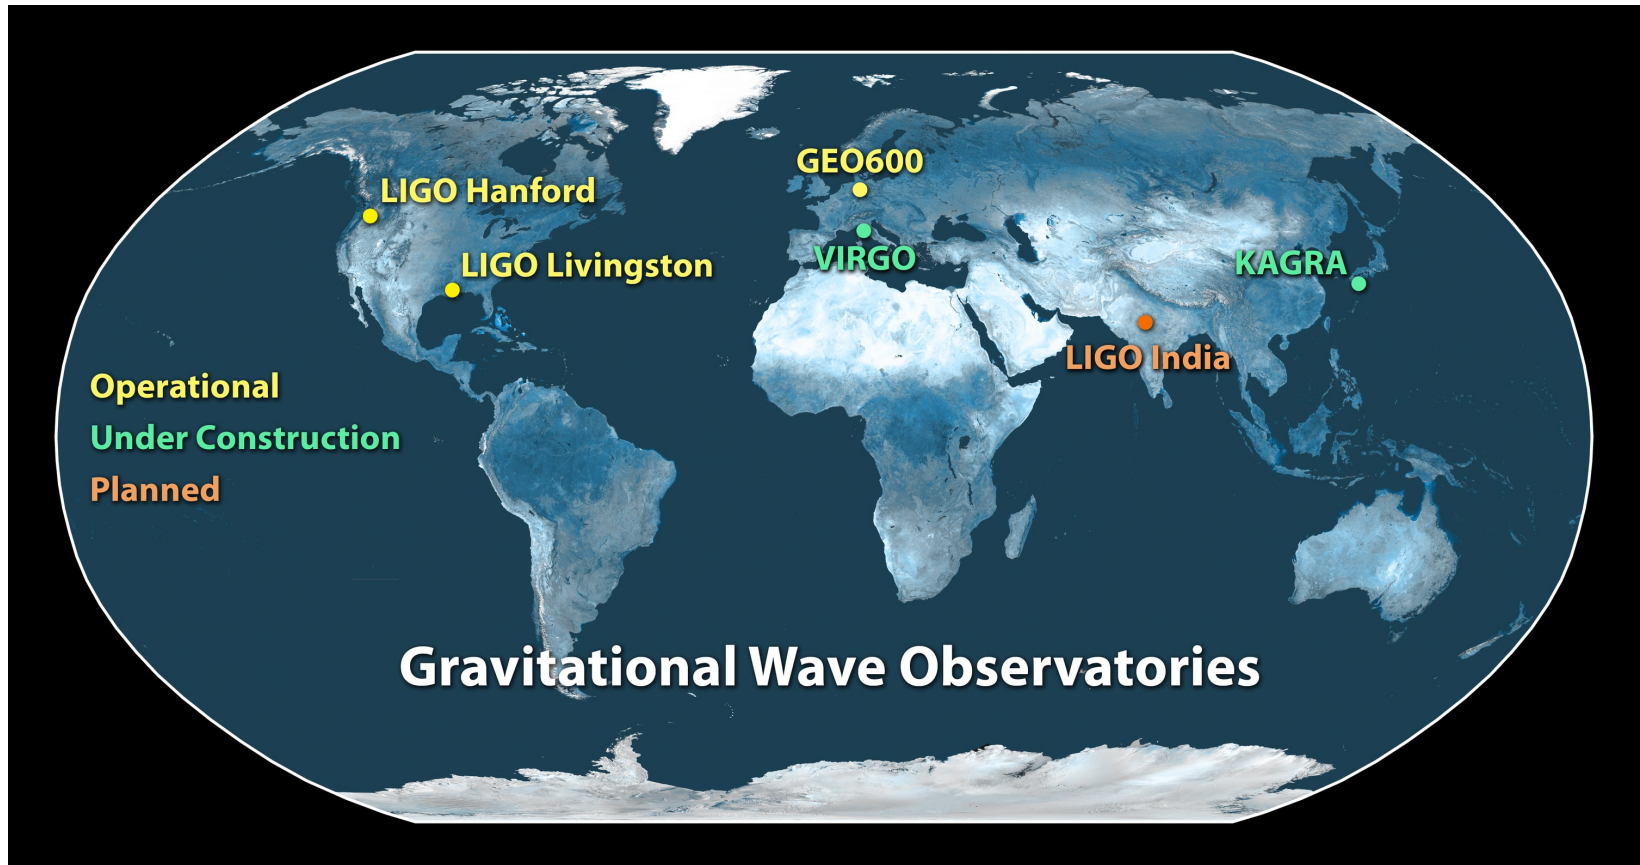 GEO600
LIGO Hanford
VIRGO
KAGRA
LIGO Livingston
LIGO India
Operational
Under Construction
Planned
Gravitational Wave Observatories